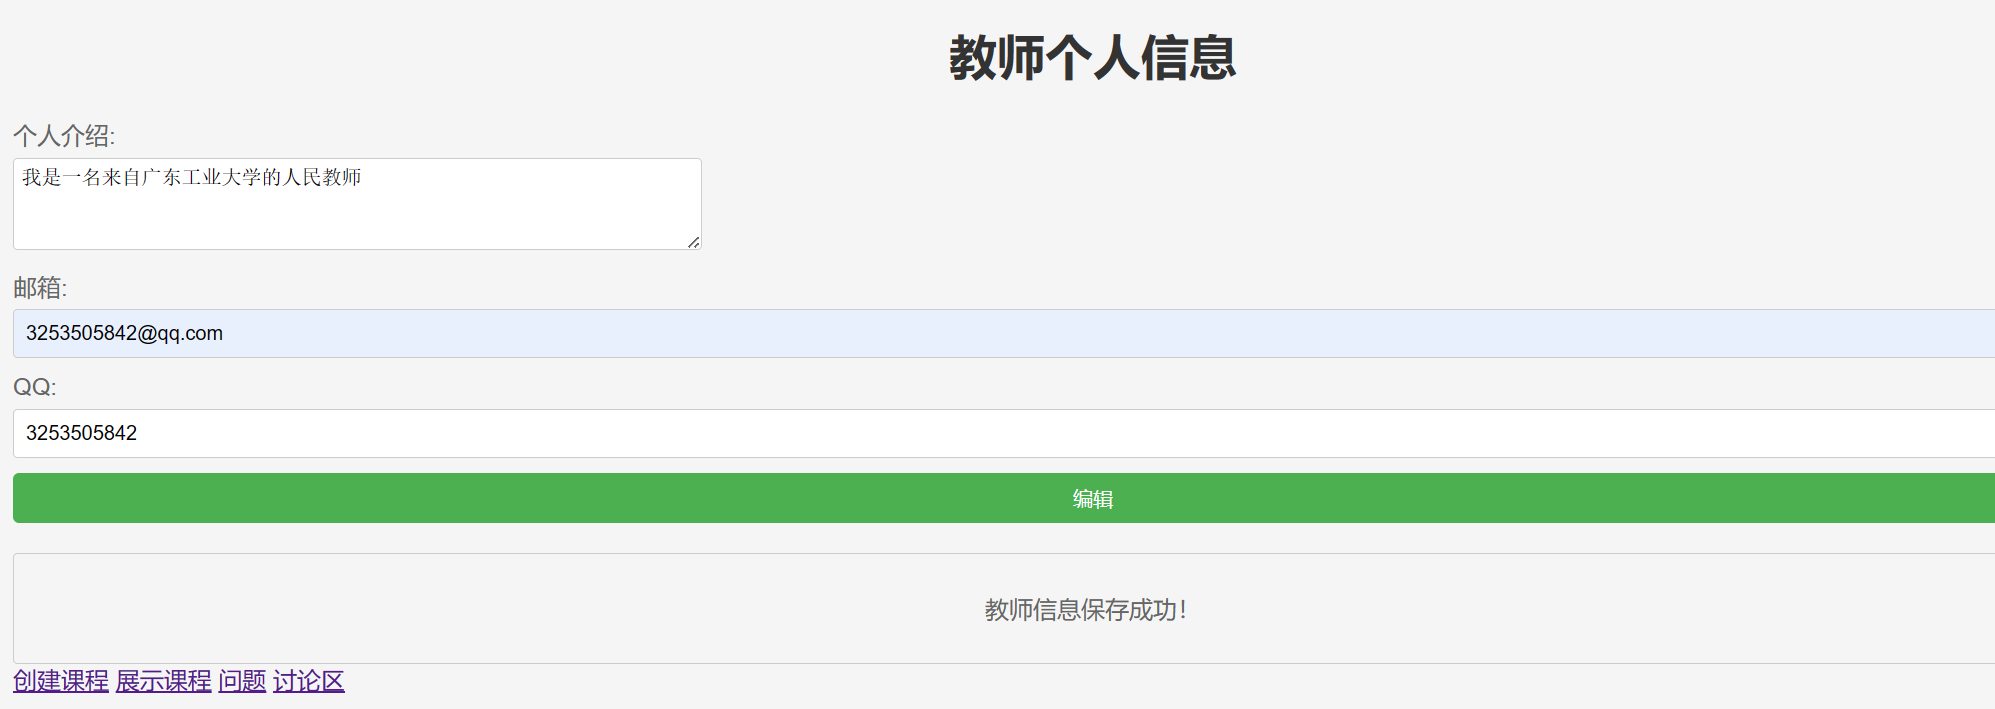 教师个人信息
个人介绍:
我是一名来自广东工业大学的人民教师
邮箱:
3253505842@qq.com
QQ:
3253505842
编辑
教师信息保存成功！
创建课程 展示课程 问题 讨论区